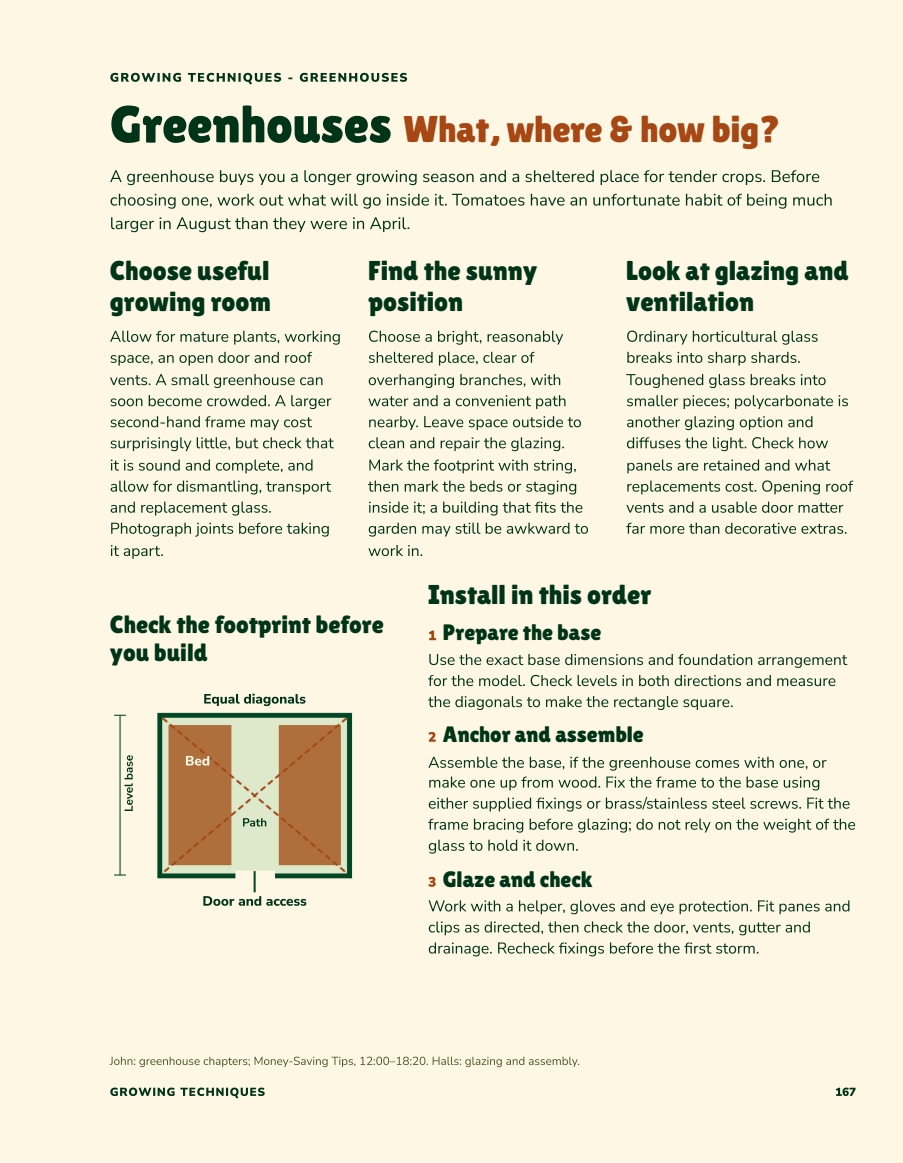 GROWING TECHNIQUES - GREENHOUSES
Greenhouses What, where & how big?
A greenhouse buys you a longer growing season and a sheltered place for tender crops. Before
choosing one, work out what will go inside it. Tomatoes have an unfortunate habit of being much
larger in August than they were in April.
Choose useful
growing room
Allow for mature plants, working
space, an open door and roof
vents. A small greenhouse can
soon become crowded. A larger
second-hand frame may cost
surprisingly little, but check that
it is sound and complete, and
allow for dismantling, transport
and replacement glass.
Photograph joints before taking
it apart.
Find the sunny
position
Choose a bright, reasonably
sheltered place, clear of
overhanging branches, with
water and a convenient path
nearby. Leave space outside to
clean and repair the glazing.
Mark the footprint with string,
then mark the beds or staging
inside it; a building that fits the
garden may still be awkward to
work in.
Look at glazing and
ventilation
Ordinary horticultural glass
breaks into sharp shards.
Toughened glass breaks into
smaller pieces; polycarbonate is
another glazing option and
diffuses the light. Check how
panels are retained and what
replacements cost. Opening roof
vents and a usable door matter
far more than decorative extras.
Check the footprint before
you build
Equal diagonals
Level base
Bed
Path
Door and access
Install in this order
1 Prepare the base
Use the exact base dimensions and foundation arrangement
for the model. Check levels in both directions and measure
the diagonals to make the rectangle square.
2 Anchor and assemble
Assemble the base, if the greenhouse comes with one, or
make one up from wood. Fix the frame to the base using
either supplied fixings or brass/stainless steel screws. Fit the
frame bracing before glazing; do not rely on the weight of the
glass to hold it down.
3 Glaze and check
Work with a helper, gloves and eye protection. Fit panes and
clips as directed, then check the door, vents, gutter and
drainage. Recheck fixings before the first storm.
John: greenhouse chapters; Money-Saving Tips, 12:00–18:20. Halls: glazing and assembly.
GROWING TECHNIQUES
167